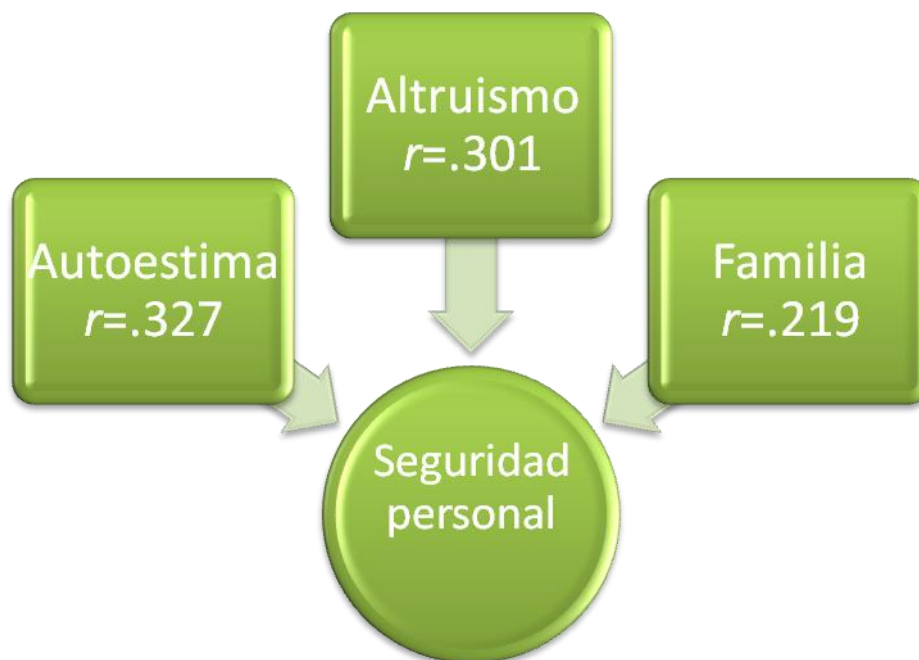 Altruismo
r=.301
Autoestima
r=.327
Familia
r=.219
Seguridad
personal